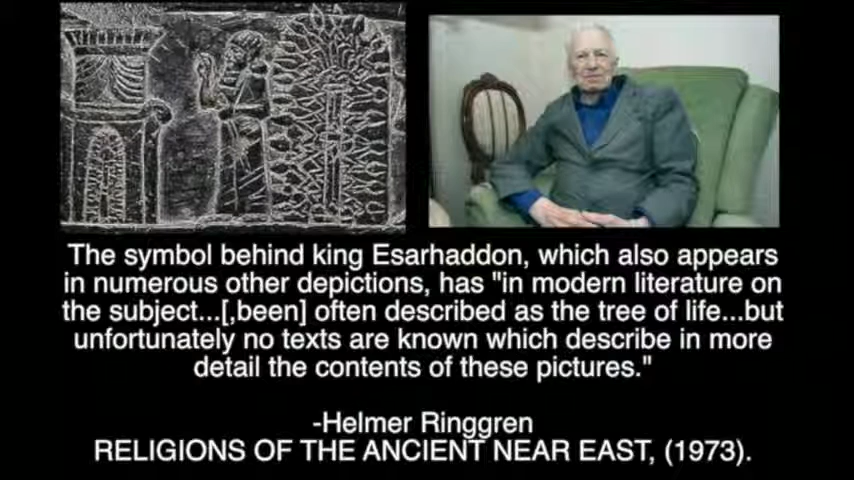 The symbol behind king Esarhaddon, which also appears
in numerous other depictions, has "in modern literature on
the subject...[,been] often described as the tree of life...but
unfortunately no texts are known which describe in more
detail the contents of these pictures."
-Helmer Ringgren
RELIGIONS OF THE ANCIENT NEAR EAST, (1973).